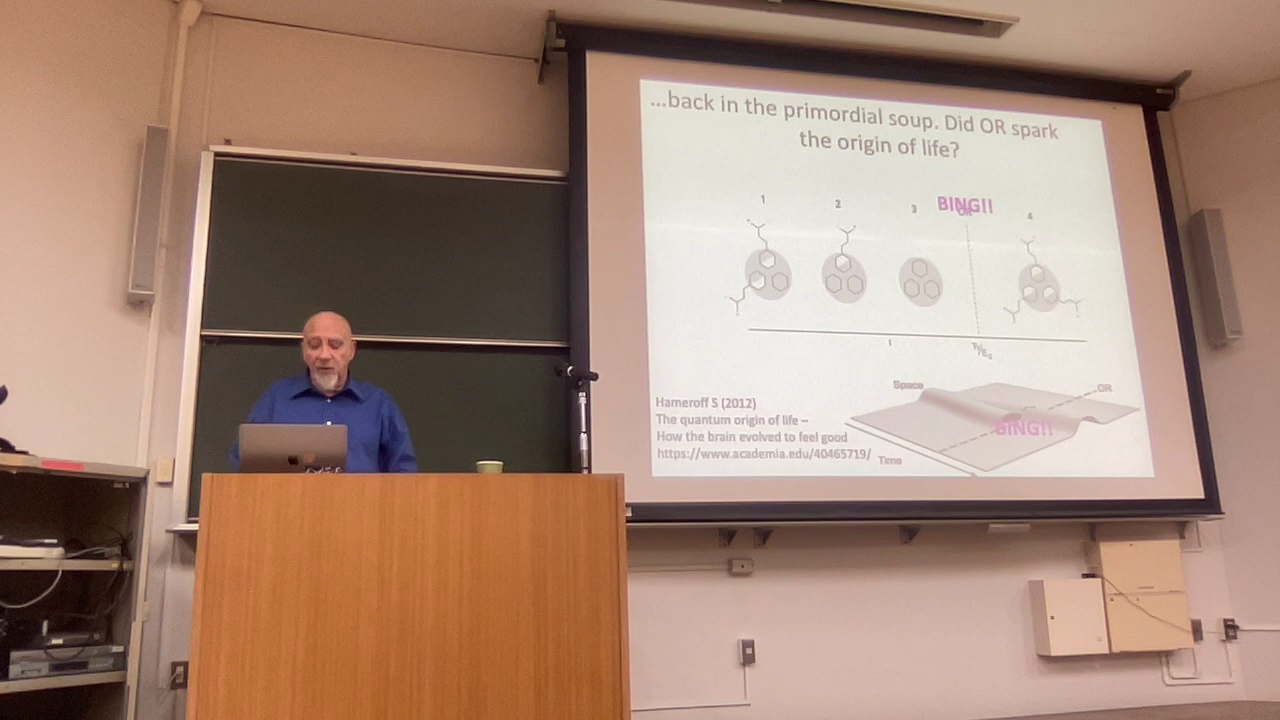 ...back in the primordial soup. Did OR spark
the origin of life?
1
2
3
BING!!
OR
4
Space
OR
BING!!
Time
Hameroff S (2012)
The quantum origin of life –
How the brain evolved to feel good
https://www.academia.edu/40465719/